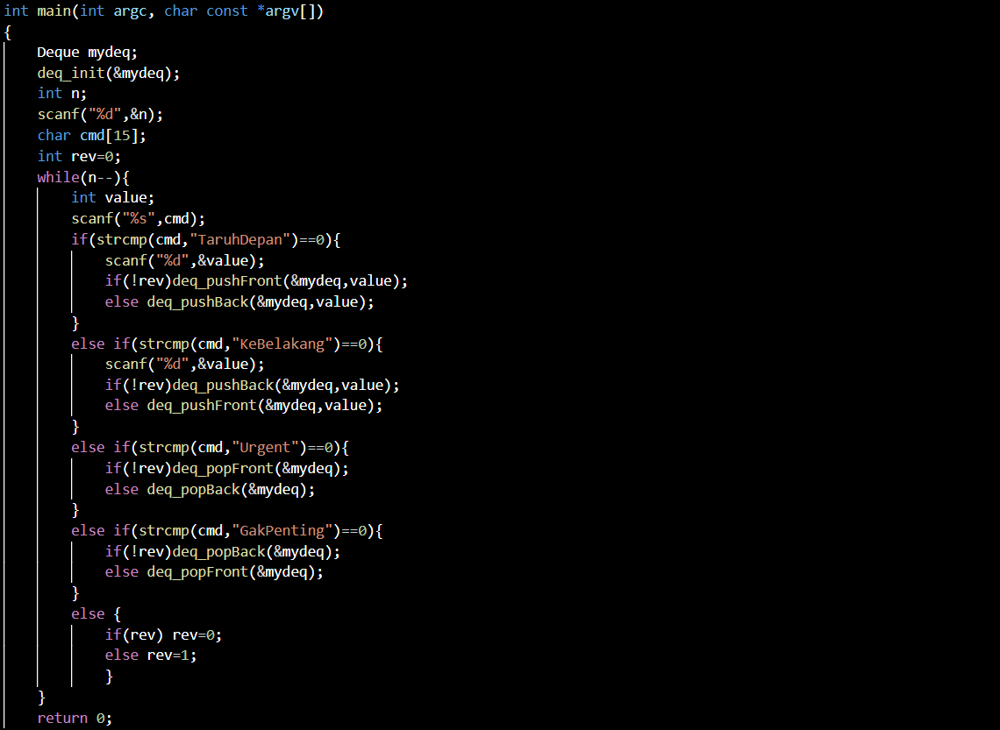 int main(int argc, char const *argv[])
{
    Deque mydeq;
    deq_init(&mydeq);
    int n;
    scanf("%d",&n);
    char cmd[15];
    int rev=0;
    while(n--){
        int value;
        scanf("%s",cmd);
        if(strcmp(cmd,"TaruhDepan")==0){
            scanf("%d",&value);
            if(!rev)deq_pushFront(&mydeq,value);
            else deq_pushBack(&mydeq,value);
        }
        else if(strcmp(cmd,"KeBelakang")==0){
            scanf("%d",&value);
            if(!rev)deq_pushBack(&mydeq,value);
            else deq_pushFront(&mydeq,value);
        }
        else if(strcmp(cmd,"Urgent")==0){
            if(!rev)deq_popFront(&mydeq);
            else deq_popBack(&mydeq);
        }
        else if(strcmp(cmd,"GakPenting")==0){
            if(!rev)deq_popBack(&mydeq);
            else deq_popFront(&mydeq);
        }
        else {
            if(rev) rev=0;
            else rev=1;
            }
    }
    return 0;